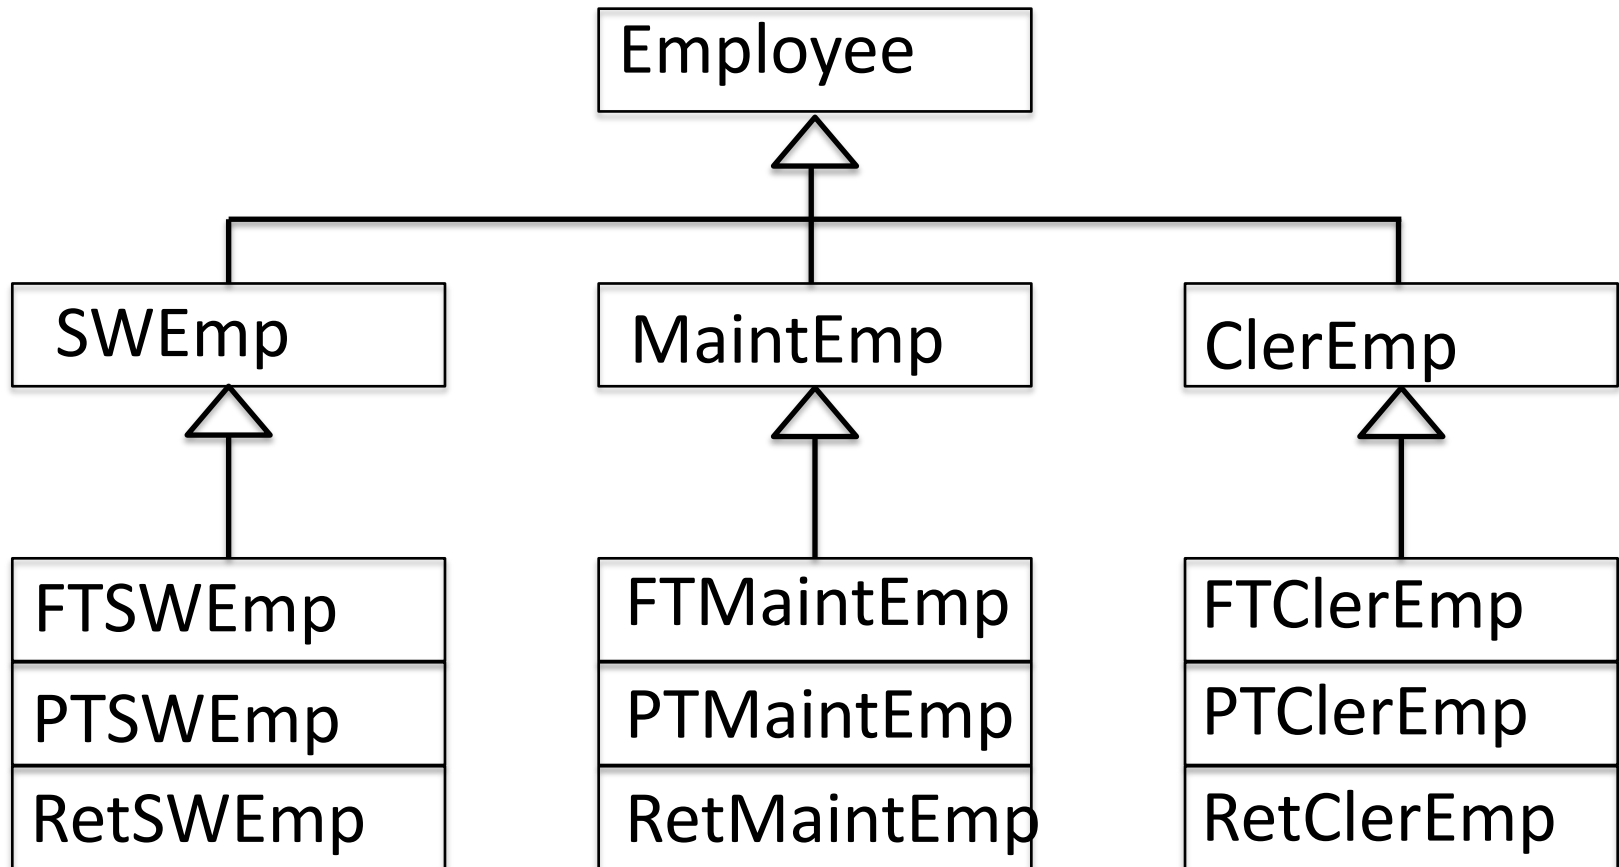 Employee
SWEmp
MaintEmp
ClerEmp
FTSWEmp
PTSWEmp
RetSWEmp
FTMaintEmp
PTMaintEmp
RetMaintEmp
FTClerEmp
PTClerEmp
RetClerEmp